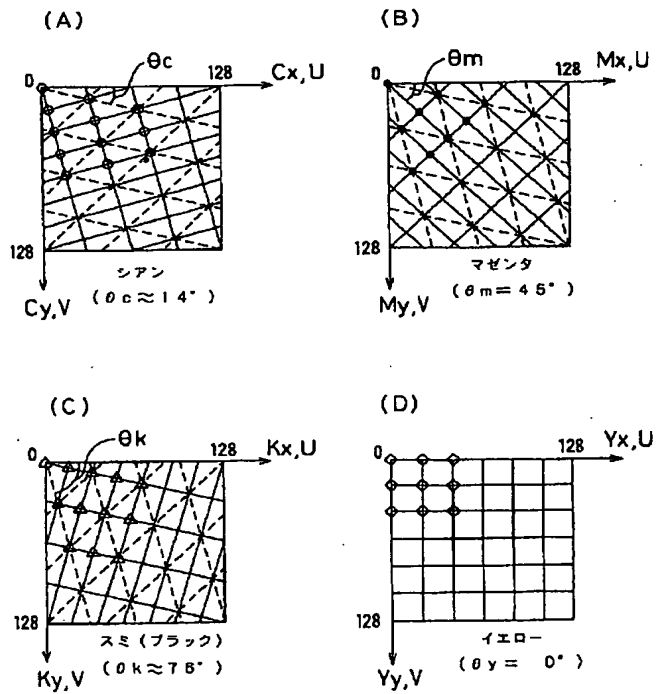 (A)
θc
0
128
Cx,U
128
シアン
Cy,V
(θc≈14°)
(B)
θm
0
128
Mx,U
128
マゼンタ
My,V
(θm=45°)
(C)
θk
0
128
Kx,U
128
スミ(ブラック)
Ky,V
(θk≈76°)
(D)
0
128
Yx,U
128
イエロー
Yy,V
(θy= 0°)